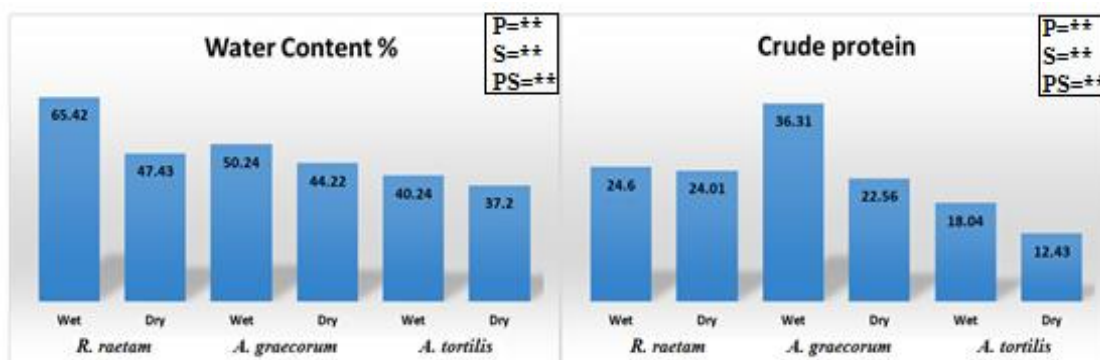 Water Content %
P=**
S=**
PS=**
65.42
47.43
50.24
44.22
40.24
37.2
Wet Dry Wet Dry Wet Dry
R. raetam A. graecorum A. tortilis
Crude protein
P=**
S=**
PS=**
24.6
24.01
36.31
22.56
18.04
12.43
Wet Dry Wet Dry Wet Dry
R. raetam A. graecorum A. tortilis